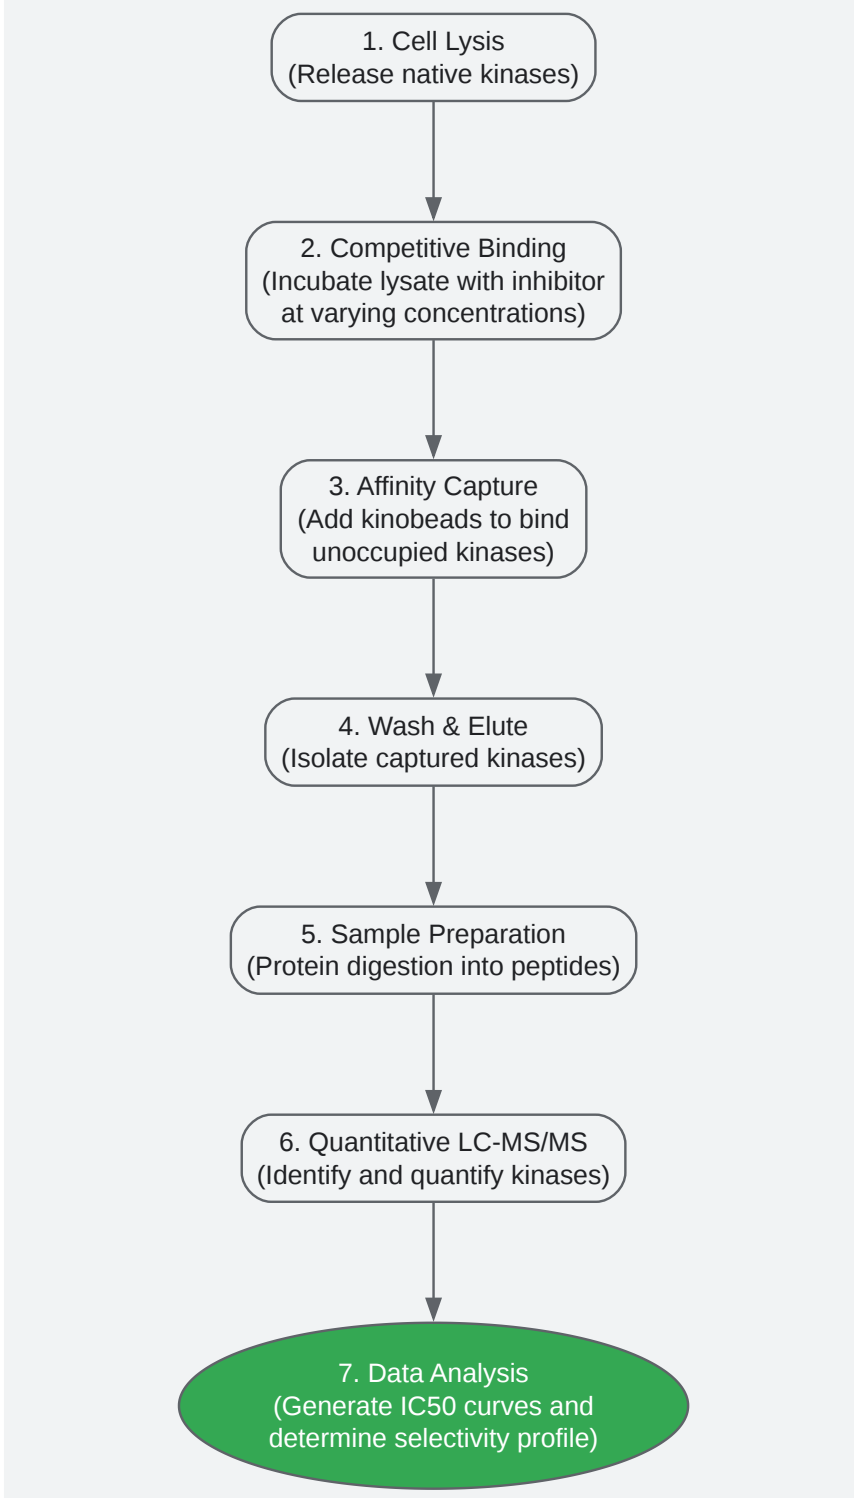 1. Cell Lysis
(Release native kinases)
2. Competitive Binding
(Incubate lysate with inhibitor
at varying concentrations)
3. Affinity Capture
(Add kinobeads to bind
unoccupied kinases)
4. Wash & Elute
(Isolate captured kinases)
5. Sample Preparation
(Protein digestion into peptides)
6. Quantitative LC-MS/MS
(Identify and quantify kinases)
7. Data Analysis
(Generate IC50 curves and
determine selectivity profile)